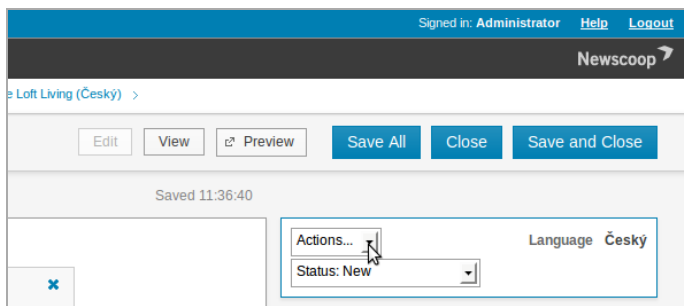 Signed in: Administrator Help Logout
Newscoop
e Loft Living (Český) >
Edit View Preview Save All Close Save and Close
Saved 11:36:40
Actions... Language Český
Status: New